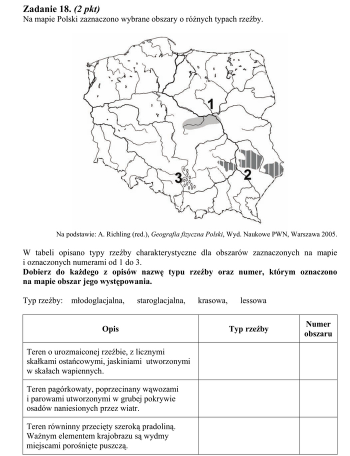 Zadanie 18. (2 pkt)
Na mapie Polski zaznaczono wybrane obszary o różnych typach rzeźby.
1
2
3
Na podstawie: A. Richling (red.), Geografia fizyczna Polski, Wyd. Naukowe PWN, Warszawa 2005.
W tabeli opisano typy rzeźby charakterystyczne dla obszarów zaznaczonych na mapie
i oznaczonych numerami od 1 do 3.
Dobierz do każdego z opisów nazwę typu rzeźby oraz numer, którym oznaczono
na mapie obszar jego występowania.
Typ rzeźby: młodoglacjalna, staroglacjalna, krasowa, lessowa
Opis Typ rzeźby Numer
obszaru
Teren o urozmaiconej rzeźbie, z licznymi
skałkami ostańcowymi, jaskiniami utworzonymi
w skałach wapiennych.
Teren pagórkowaty, poprzecinany wąwozami
i parowami utworzonymi w grubej pokrywie
osadów naniesionych przez wiatr.
Teren równinny przecięty szeroką pradoliną.
Ważnym elementem krajobrazu są wydmy
miejscami porośnięte puszczą.